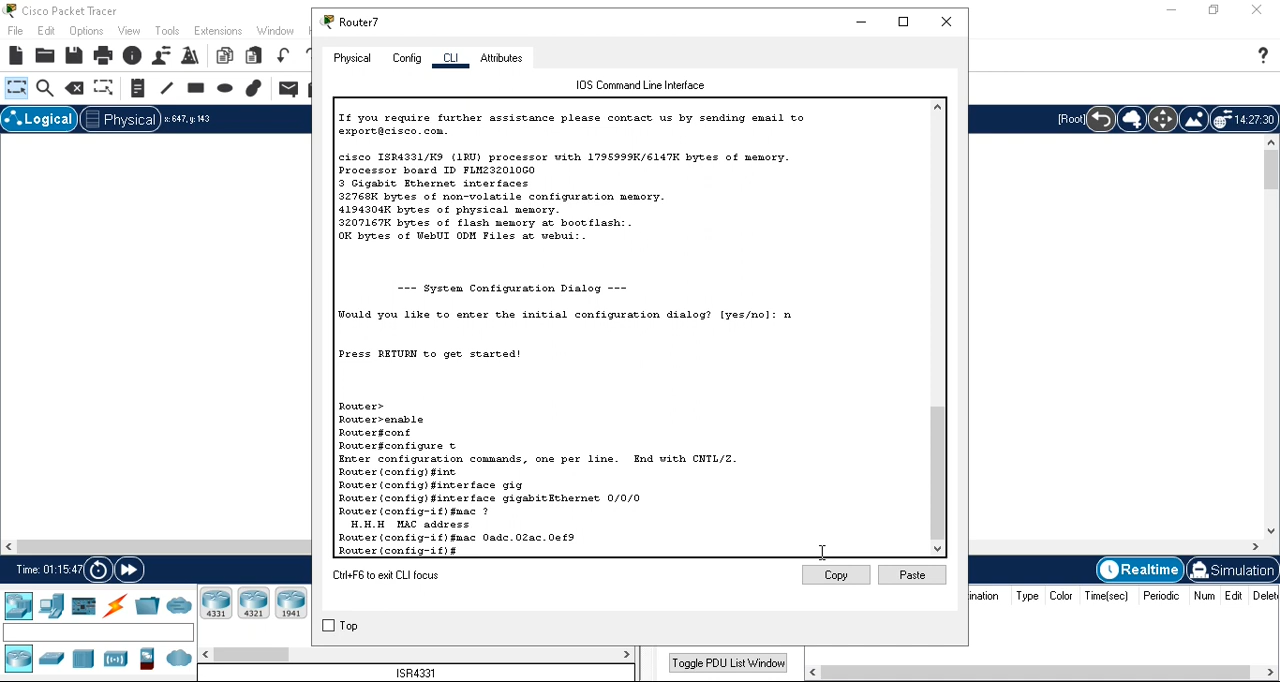 Cisco Packet Tracer
File Edit Options View Tools Extensions Window
Router7
Physical Config CLI Attributes
IOS Command Line Interface
Logical Physical x: 647, y: 143
[Root] 14:27:30
If you require further assistance please contact us by sending email to
export@cisco.com.
cisco ISR4331/K9 (1RU) processor with 1795999K/6147K bytes of memory.
Processor board ID FLM232010G0
3 Gigabit Ethernet interfaces
32768K bytes of non-volatile configuration memory.
4194304K bytes of physical memory.
3207167K bytes of flash memory at bootflash:.
0K bytes of WebUI ODM Files at webui:.
--- System Configuration Dialog ---
Would you like to enter the initial configuration dialog? [yes/no]: n
Press RETURN to get started!
Router>
Router>enable
Router#conf
Router#configure t
Enter configuration commands, one per line.  End with CNTL/Z.
Router(config)#int
Router(config)#interface gig
Router(config)#interface gigabitEthernet 0/0/0
Router(config-if)#mac ?
H.H.H  MAC address
Router(config-if)#mac 0adc.02ac.0ef9
Router(config-if)#
Ctrl+F6 to exit CLI focus
Copy Paste
Top
Time: 01:15:47
Realtime Simulation
4331 4321 1941
ination Type Color Time(sec) Periodic Num Edit Delet
Toggle PDU List Window
ISR4331